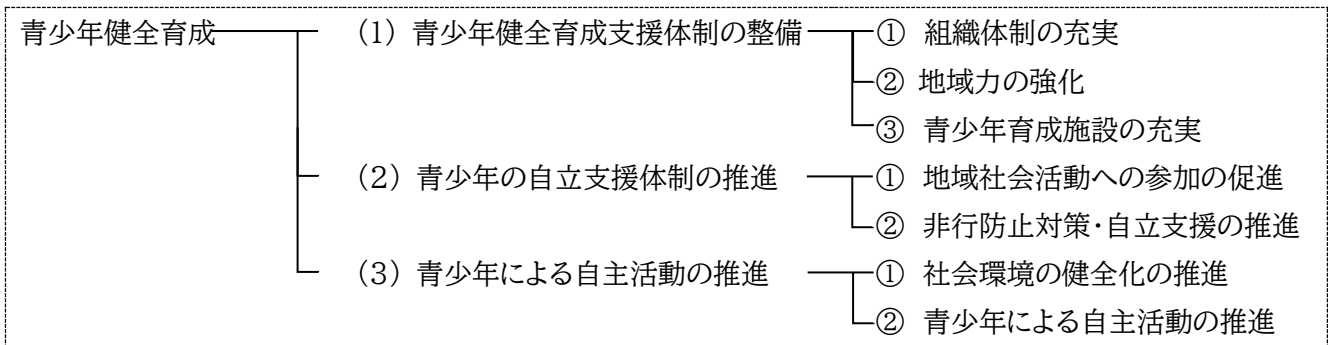 青少年健全育成 (1) 青少年健全育成支援体制の整備 ① 組織体制の充実
② 地域力の強化
③ 青少年育成施設の充実
(2) 青少年の自立支援体制の推進 ① 地域社会活動への参加の促進
② 非行防止対策・自立支援の推進
(3) 青少年による自主活動の推進 ① 社会環境の健全化の推進
② 青少年による自主活動の推進